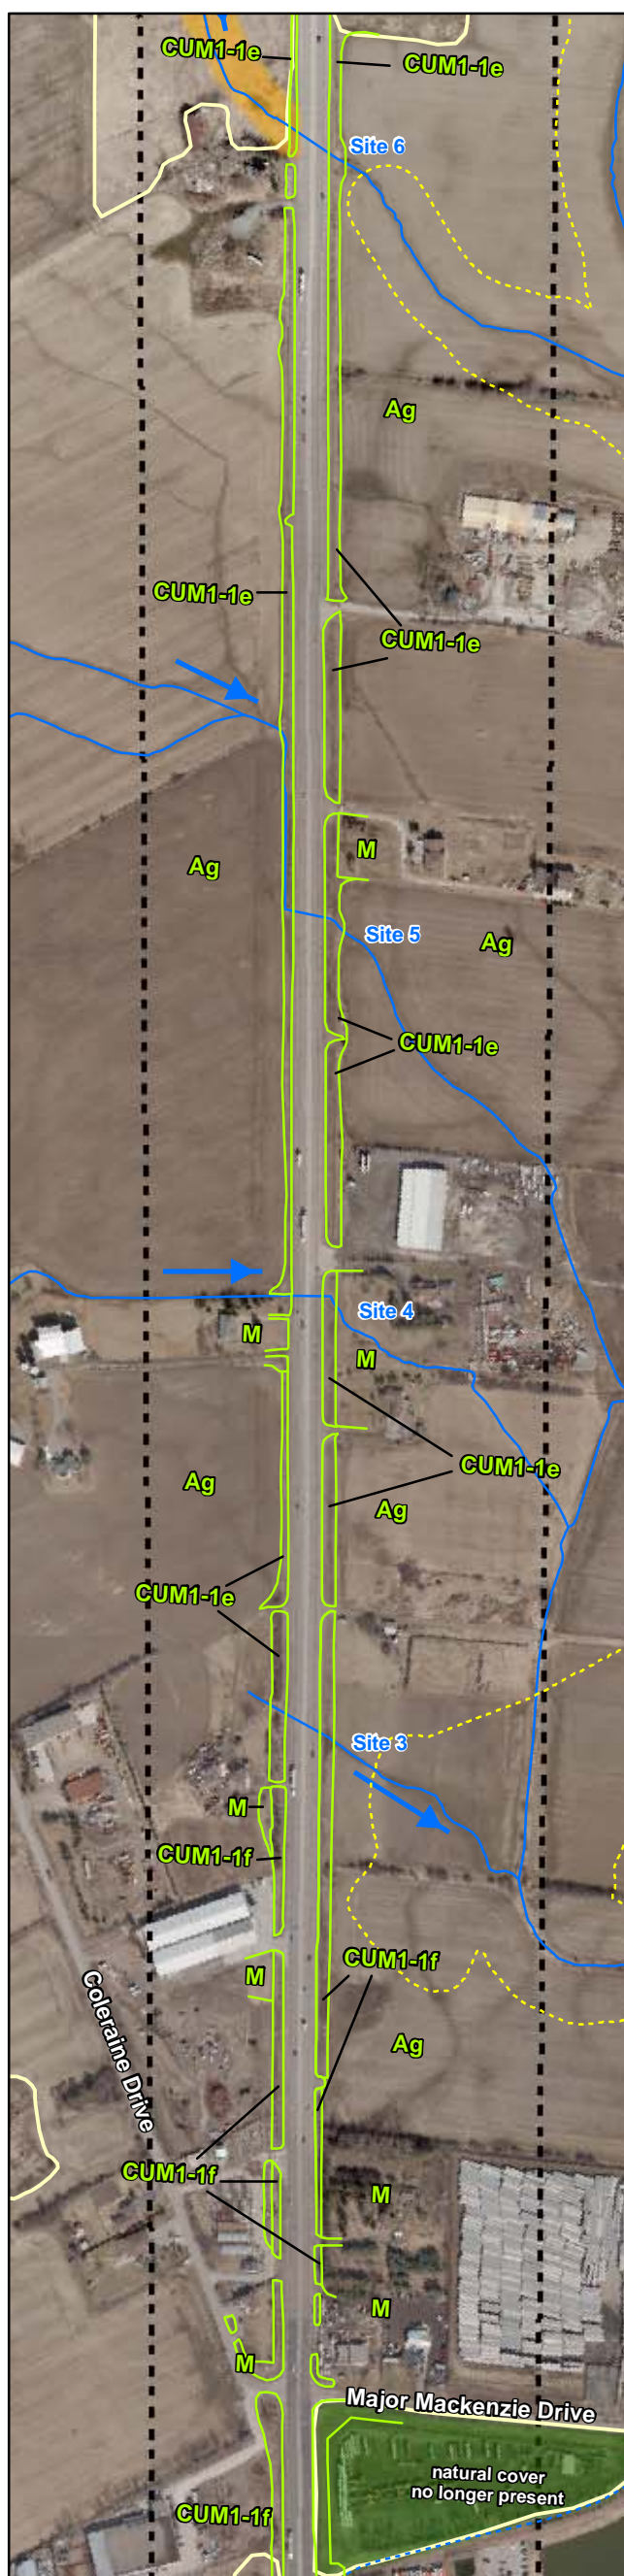 CUM1-1e
CUM1-1e
Site 6
Ag
CUM1-1e
CUM1-1e
M
Ag
Site 5
Ag
CUM1-1e
Site 4
M
M
CUM1-1e
Ag
Ag
CUM1-1e
Site 3
M
CUM1-1f
CUM1-1f
M
Coleraine Drive
Ag
CUM1-1f
M
M
M
Major Mackenzie Drive
natural cover
no longer present
CUM1-1f